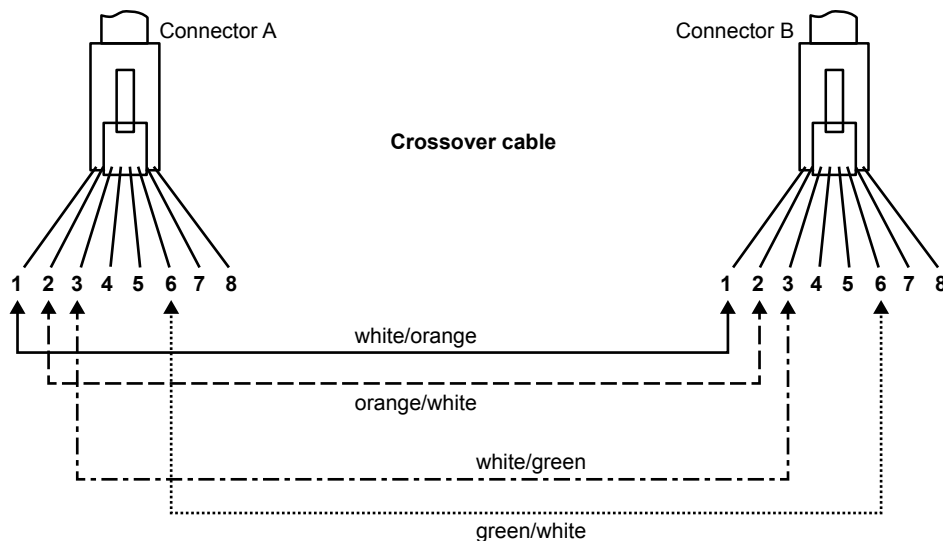 Connector A
Connector B
Crossover cable
1 2 3 4 5 6 7 8
1 2 3 4 5 6 7 8
white/orange
orange/white
white/green
green/white